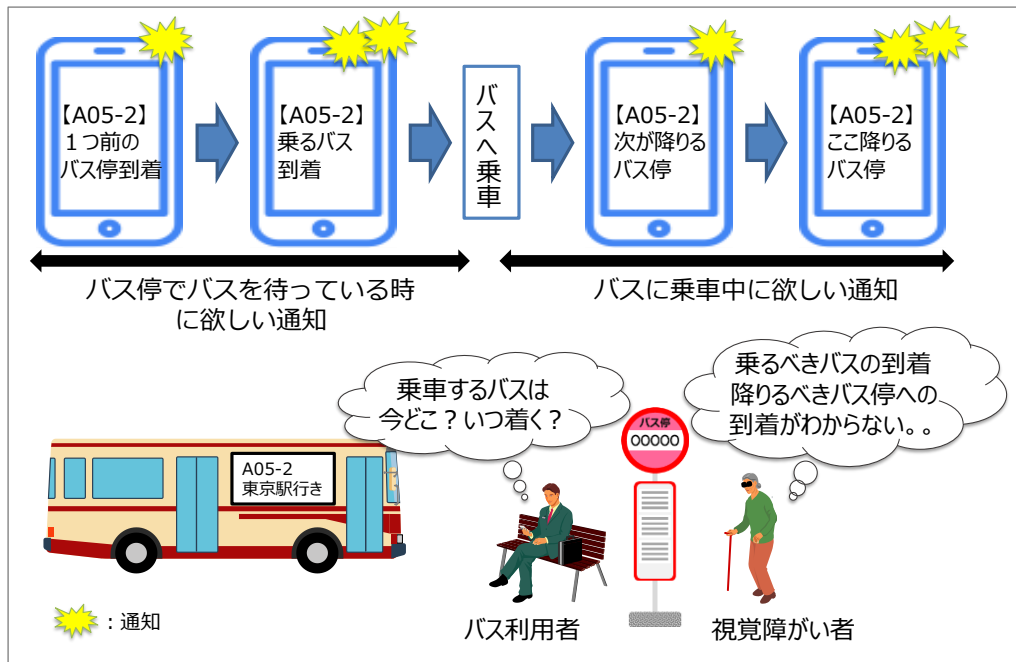 【A05-2】
１つ前の
バス停到着
【A05-2】
乗るバス
到着
バスへ乗車
【A05-2】
次が降りる
バス停
【A05-2】
ここ降りる
バス停
バス停でバスを待っている時
に欲しい通知
バスに乗車中に欲しい通知
乗車するバスは
今どこ？いつ着く？
乗るべきバスの到着
降りるべきバス停への
到着がわからない。。
バス停
OOOOO
A05-2
東京駅行き
：通知
バス利用者
視覚障がい者